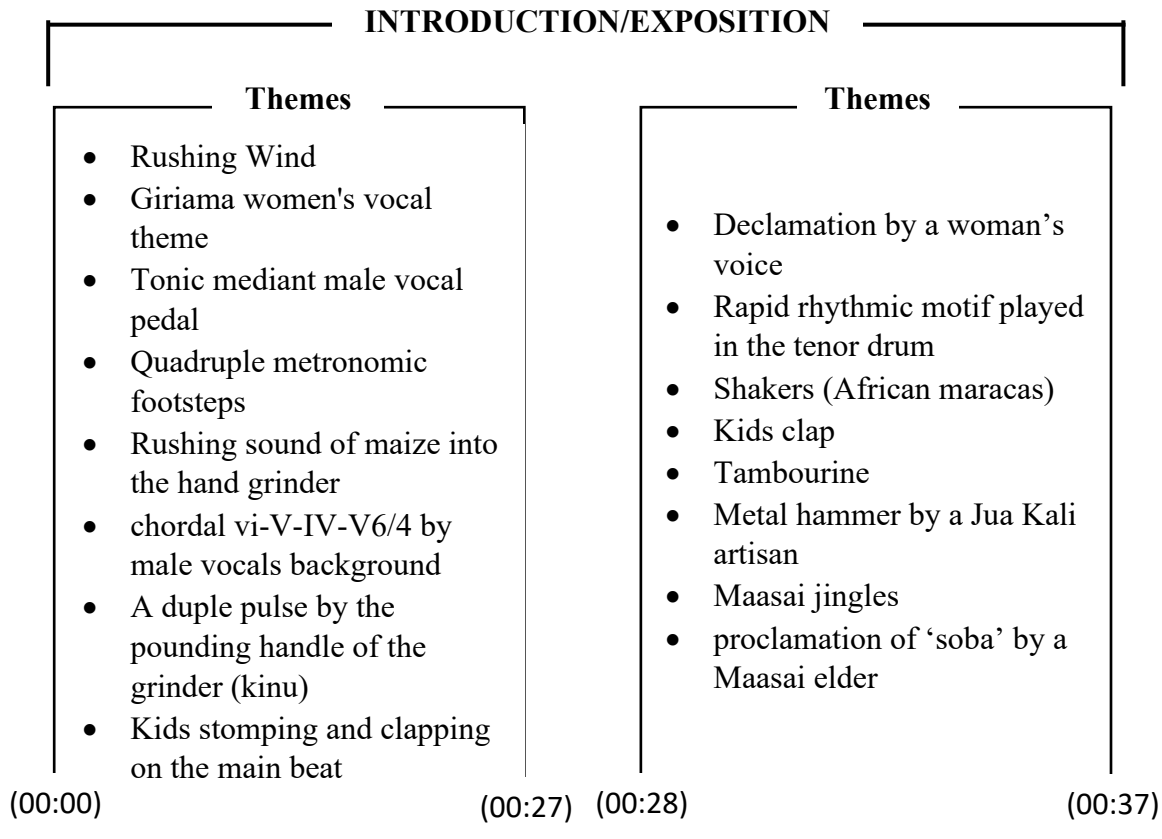 INTRODUCTION/EXPOSITION
Themes
• Rushing Wind
• Giriama women's vocal
theme
• Tonic mediant male vocal
pedal
• Quadruple metronomic
footsteps
• Rushing sound of maize into
the hand grinder
• chordal vi-V-IV-V6/4 by
male vocals background
• A duple pulse by the
pounding handle of the
grinder (kinu)
• Kids stomping and clapping
on the main beat
(00:00)
(00:27)
Themes
• Declamation by a woman’s
voice
• Rapid rhythmic motif played
in the tenor drum
• Shakers (African maracas)
• Kids clap
• Tambourine
• Metal hammer by a Jua Kali
artisan
• Maasai jingles
• proclamation of ‘soba’ by a
Maasai elder
(00:28)
(00:37)